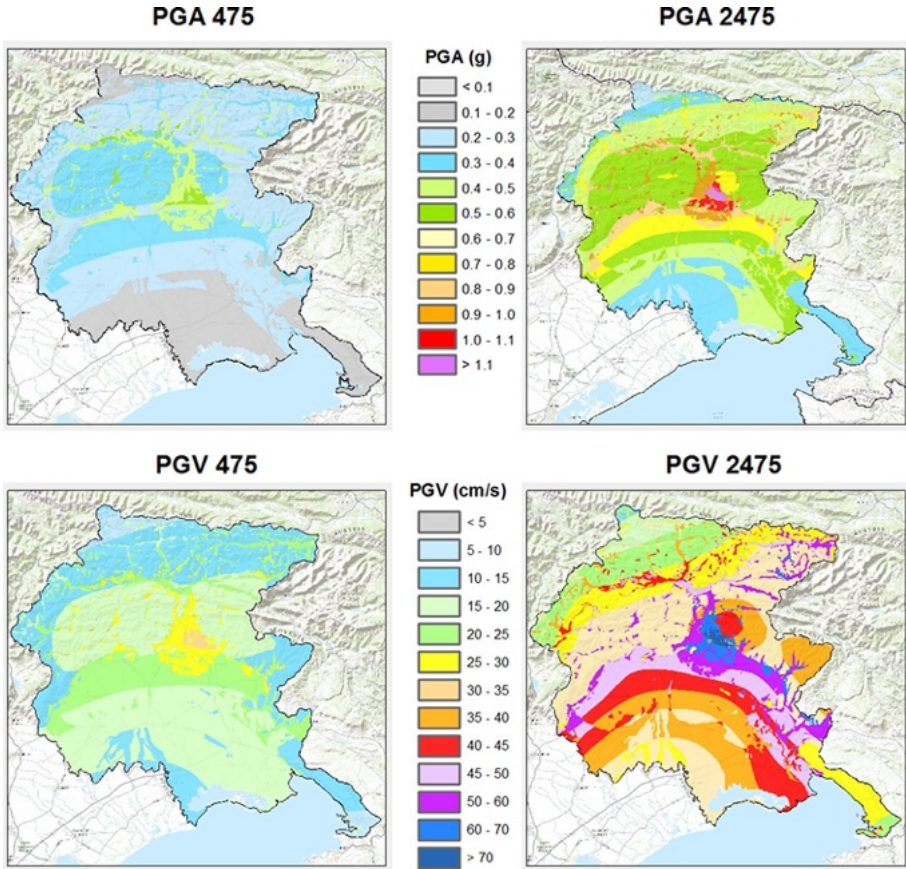 PGA 475
PGA 2475
PGA (g)
< 0.1
0.1 - 0.2
0.2 - 0.3
0.3 - 0.4
0.4 - 0.5
0.5 - 0.6
0.6 - 0.7
0.7 - 0.8
0.8 - 0.9
0.9 - 1.0
1.0 - 1.1
> 1.1
PGV 475
PGV 2475
PGV (cm/s)
< 5
5 - 10
10 - 15
15 - 20
20 - 25
25 - 30
30 - 35
35 - 40
40 - 45
45 - 50
50 - 60
60 - 70
> 70